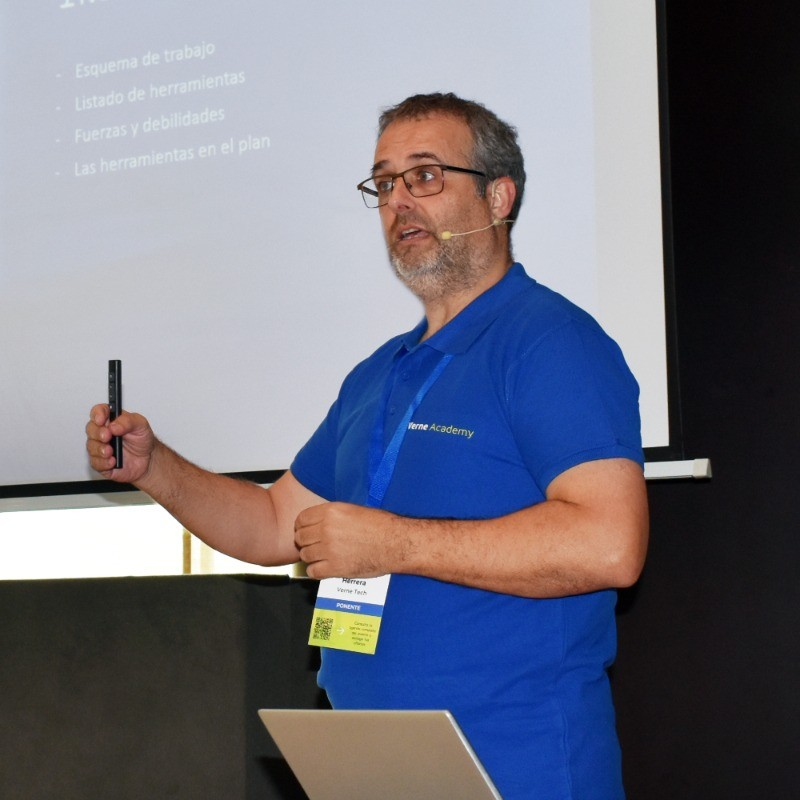 - Esquema de trabajo
- Listado de herramientas
- Fuerzas y debilidades
- Las herramientas en el plan
Verne Academy
Herrera
Verne Tech
PONENTE